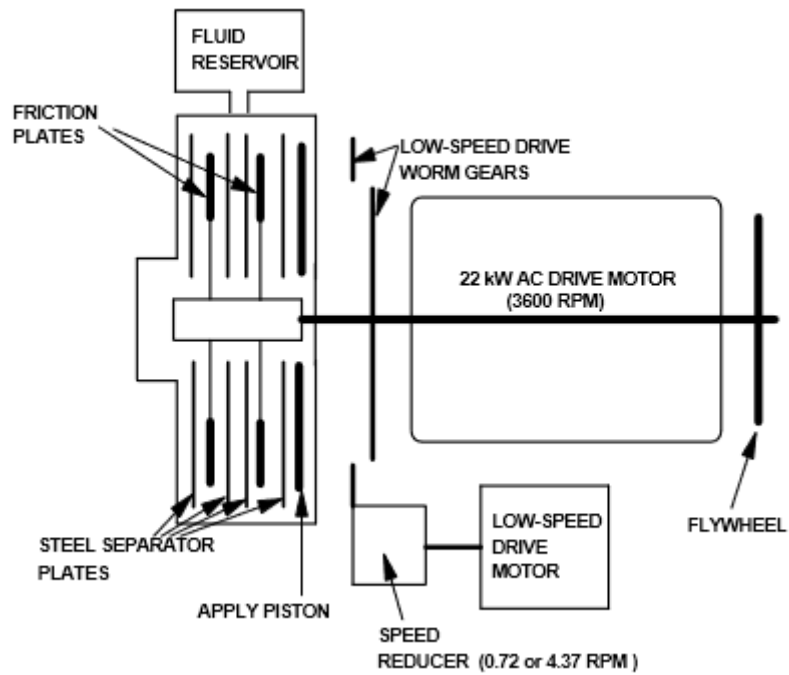 FLUID
RESERVOIR
FRICTION
PLATES
LOW-SPEED DRIVE
WORM GEARS
22 kW AC DRIVE MOTOR
(3600 RPM)
STEEL SEPARATOR
PLATES
APPLY PISTON
LOW-SPEED
DRIVE
MOTOR
FLYWHEEL
SPEED
REDUCER (0.72 or 4.37 RPM )